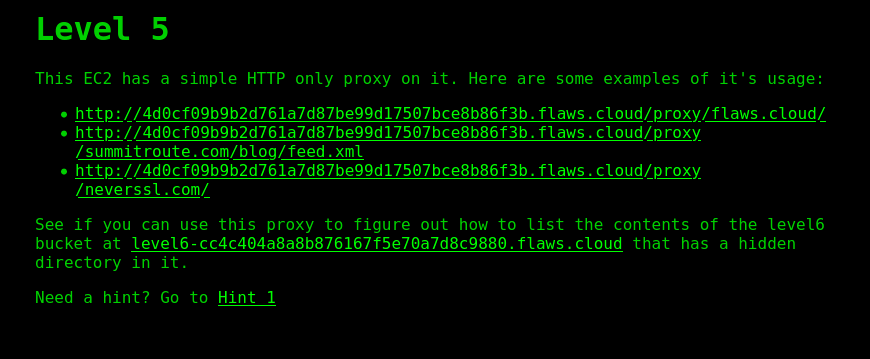 Level 5
This EC2 has a simple HTTP only proxy on it. Here are some examples of it's usage:
http://4d0cf09b9b2d761a7d87be99d17507bce8b86f3b.flaws.cloud/proxy/flaws.cloud/
http://4d0cf09b9b2d761a7d87be99d17507bce8b86f3b.flaws.cloud/proxy
/summitroute.com/blog/feed.xml
http://4d0cf09b9b2d761a7d87be99d17507bce8b86f3b.flaws.cloud/proxy
/neverssl.com/
See if you can use this proxy to figure out how to list the contents of the level6
bucket at level6-cc4c404a8a8b876167f5e70a7d8c9880.flaws.cloud that has a hidden
directory in it.
Need a hint? Go to Hint 1